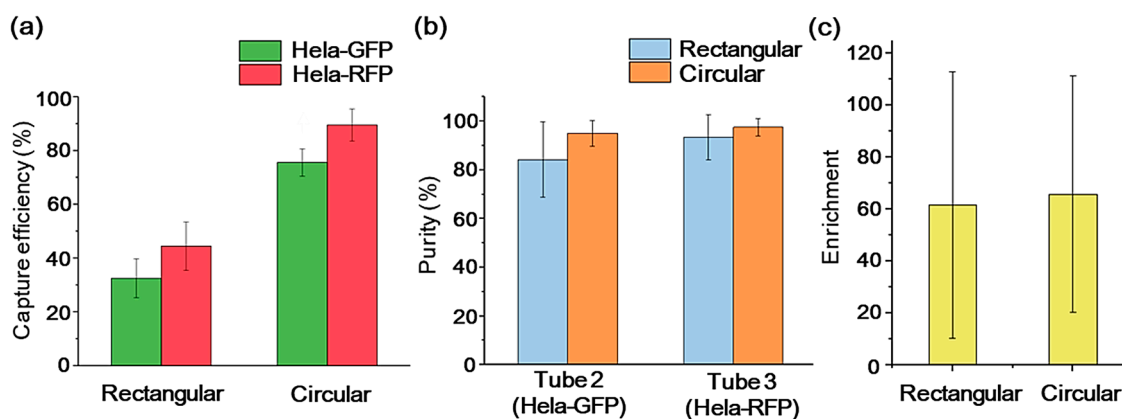 (a)
Hela-GFP
Hela-RFP
Capture efficiency (%)
100
80
60
40
20
0
Rectangular
Circular
(b)
Rectangular
Circular
Purity (%)
100
80
60
40
20
0
Tube 2
(Hela-GFP)
Tube 3
(Hela-RFP)
(c)
Enrichment
120
100
80
60
40
20
0
Rectangular
Circular